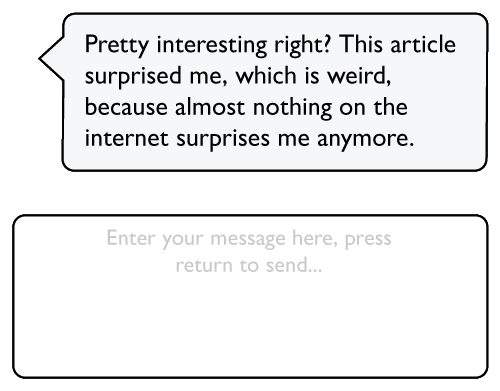 Pretty interesting right? This article
surprised me, which is weird,
because almost nothing on the
internet surprises me anymore.
Enter your message here, press
return to send...